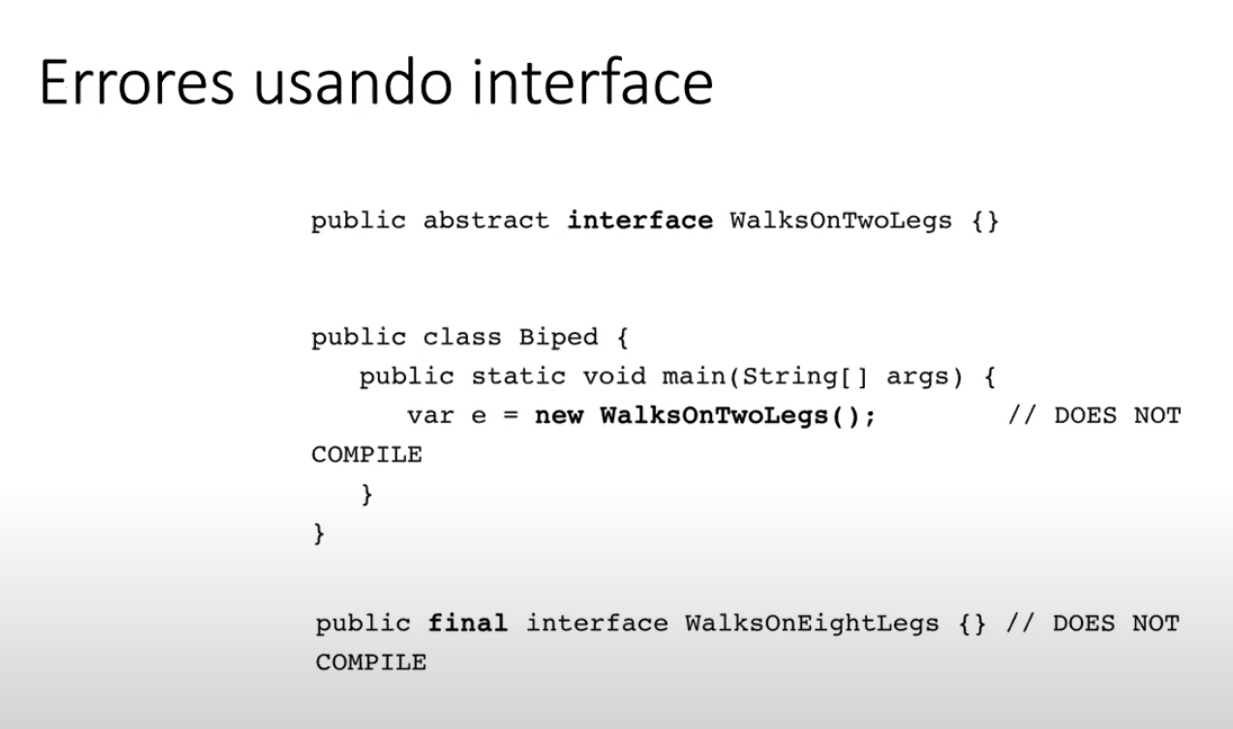 Errores usando interface
public abstract interface WalksOnTwoLegs {}
public class Biped {
public static void main(String[] args) {
var e = new WalksOnTwoLegs(); // DOES NOT
COMPILE
}
}
public final interface WalksOnEightLegs {} // DOES NOT
COMPILE